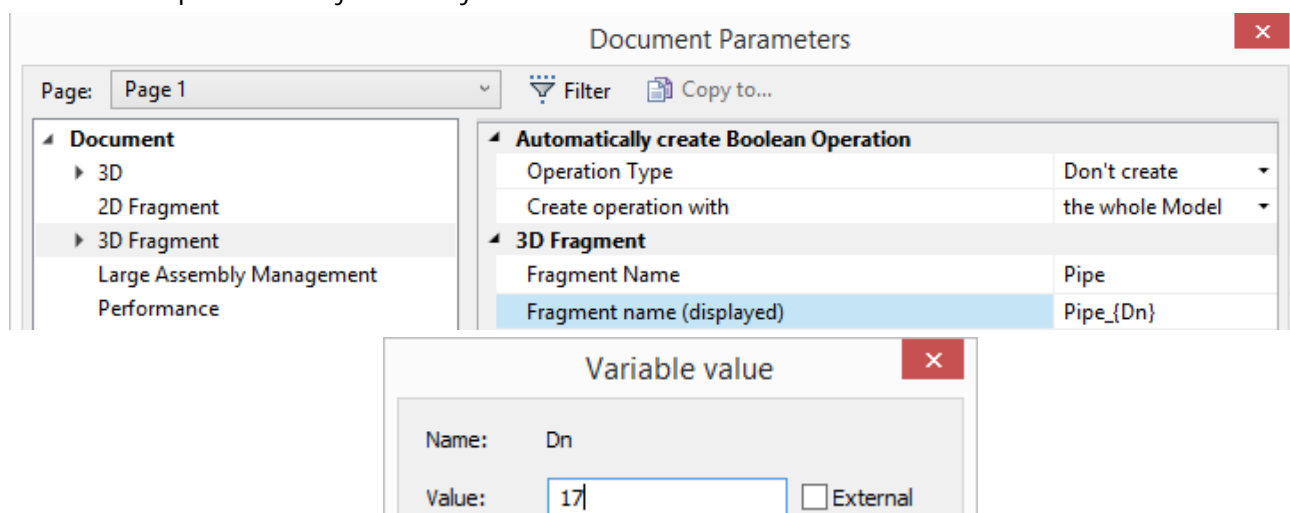 Document Parameters
Page: Page 1 Filter Copy to...
Document
3D
2D Fragment
3D Fragment
Large Assembly Management
Performance
Automatically create Boolean Operation
Operation Type Don't create
Create operation with the whole Model
3D Fragment
Fragment Name Pipe
Fragment name (displayed) Pipe_{Dn}
Variable value
Name: Dn
Value: 17 External